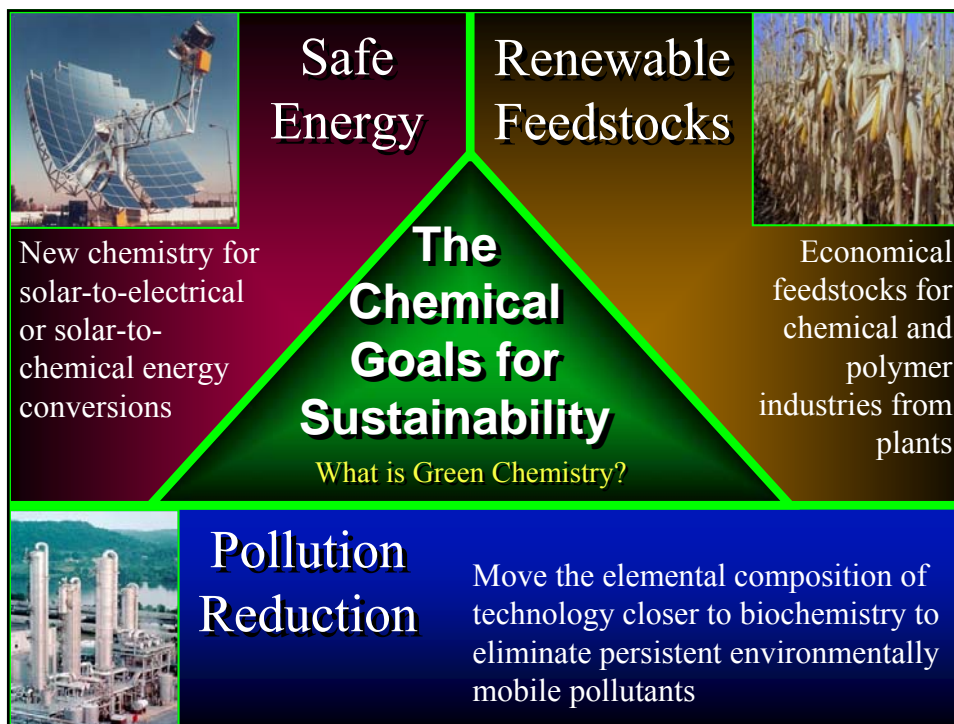 Safe
Energy
New chemistry for
solar-to-electrical
or solar-to-
chemical energy
conversions
Renewable
Feedstocks
Economical
feedstocks for
chemical and
polymer
industries from
plants
The
Chemical
Goals for
Sustainability
What is Green Chemistry?
Pollution
Reduction
Move the elemental composition of
technology closer to biochemistry to
eliminate persistent environmentally
mobile pollutants